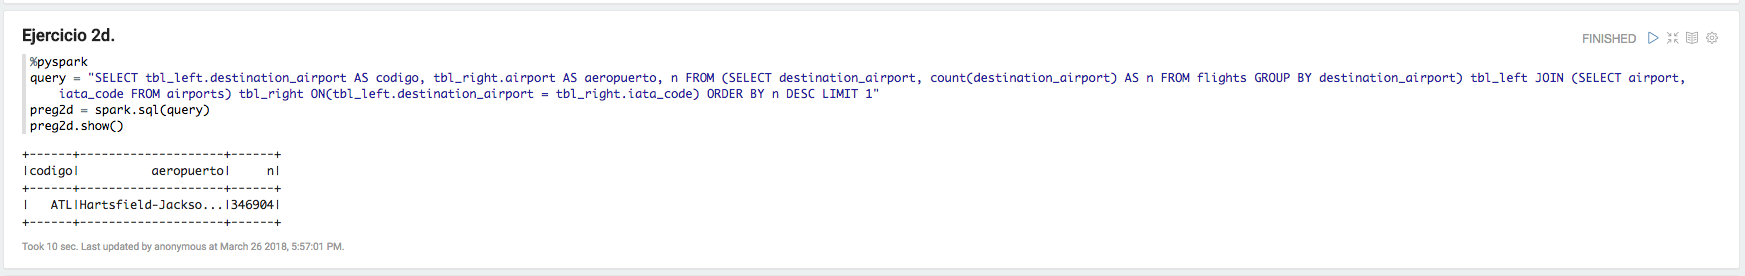 Ejercicio 2d.
FINISHED
%pyspark
query = "SELECT tbl_left.destination_airport AS codigo, tbl_right.airport AS aeropuerto, n FROM (SELECT destination_airport, count(destination_airport) AS n FROM flights GROUP BY destination_airport) tbl_left JOIN (SELECT airport,
iata_code FROM airports) tbl_right ON(tbl_left.destination_airport = tbl_right.iata_code) ORDER BY n DESC LIMIT 1"
preg2d = spark.sql(query)
preg2d.show()
+------+--------------------+------+
|codigo|          aeropuerto|     n|
+------+--------------------+------+
|   ATL|Hartsfield-Jackso...|346904|
+------+--------------------+------+
Took 10 sec. Last updated by anonymous at March 26 2018, 5:57:01 PM.